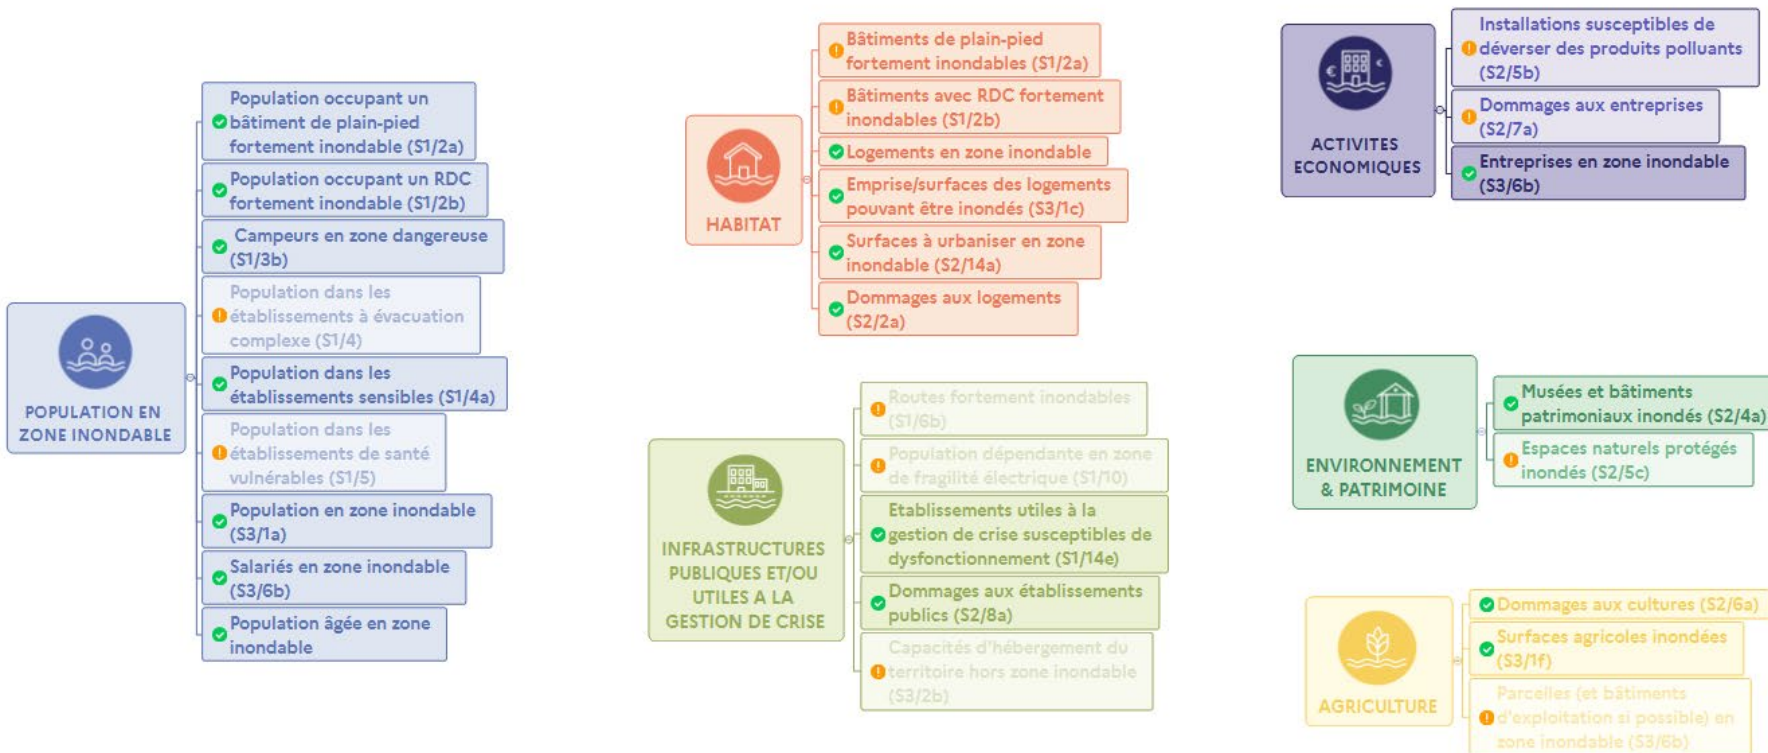 POPULATION EN
ZONE INONDABLE
Population occupant un
bâtiment de plain-pied
fortement inondable (S1/2a)
Population occupant un RDC
fortement inondable (S1/2b)
Campeurs en zone dangereuse
(S1/3b)
Population dans les
établissements à évacuation
complexe (S1/4)
Population dans les
établissements sensibles (S1/4a)
Population dans les
établissements de santé
vulnérables (S1/5)
Population en zone inondable
(S3/1a)
Salariés en zone inondable
(S3/6b)
Population âgée en zone
inondable
HABITAT
Bâtiments de plain-pied
fortement inondables (S1/2a)
Bâtiments avec RDC fortement
inondables (S1/2b)
Logements en zone inondable
Emprise/surfaces des logements
pouvant être inondés (S3/1c)
Surfaces à urbaniser en zone
inondable (S2/14a)
Dommages aux logements
(S2/2a)
INFRASTRUCTURES
PUBLIQUES ET/OU
UTILES A LA
GESTION DE CRISE
Routes fortement inondables
(S1/6b)
Population dépendante en zone
de fragilité électrique (S1/10)
Etablissements utiles à la
gestion de crise susceptibles de
dysfonctionnement (S1/14e)
Dommages aux établissements
publics (S2/8a)
Capacités d'hébergement du
territoire hors zone inondable
(S3/2b)
ACTIVITES
ECONOMIQUES
Installations susceptibles de
déverser des produits polluants
(S2/5b)
Dommages aux entreprises
(S2/7a)
Entreprises en zone inondable
(S3/6b)
ENVIRONNEMENT
& PATRIMOINE
Musées et bâtiments
patrimoniaux inondés (S2/4a)
Espaces naturels protégés
inondés (S2/5c)
AGRICULTURE
Dommages aux cultures (S2/6a)
Surfaces agricoles inondées
(S3/1f)
Parcelles (et bâtiments
d'exploitation si possible) en
zone inondable (S3/6b)